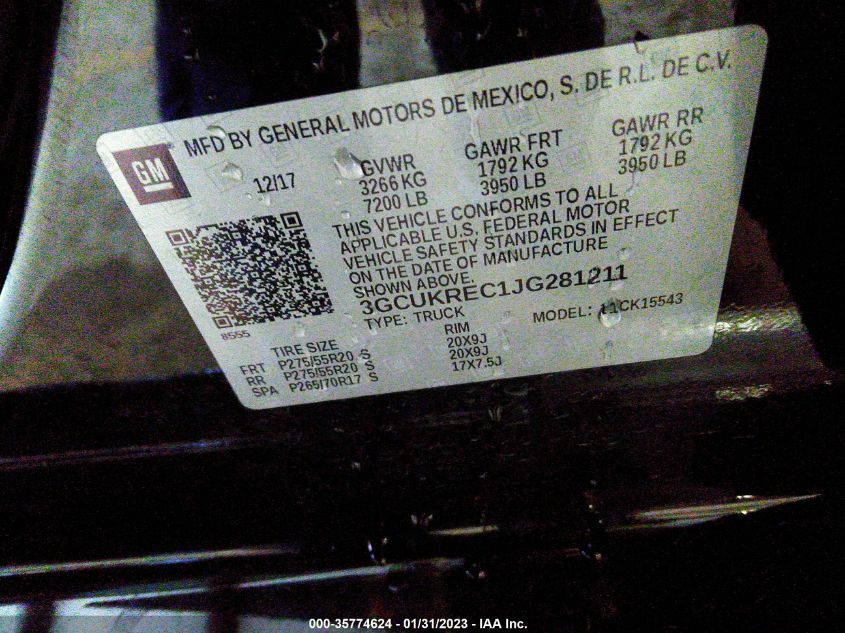 GM
MFD BY GENERAL MOTORS DE MEXICO, S. DE R.L. DE C.V.
12/17
GVWR GAWR FRT GAWR RR
3266 KG 1792 KG 1792 KG
7200 LB 3950 LB 3950 LB
THIS VEHICLE CONFORMS TO ALL
APPLICABLE U.S. FEDERAL MOTOR
VEHICLE SAFETY STANDARDS IN EFFECT
ON THE DATE OF MANUFACTURE
SHOWN ABOVE.
3GCUKREC1JG281211
TYPE: TRUCK MODEL: 11CK15543
8555
TIRE SIZE RIM
FRT P275/55R20 S 20X9J
RR P275/55R20 S 20X9J
SPA P265/70R17 S 17X7.5J
000-35774624 - 01/31/2023 - IAA Inc.